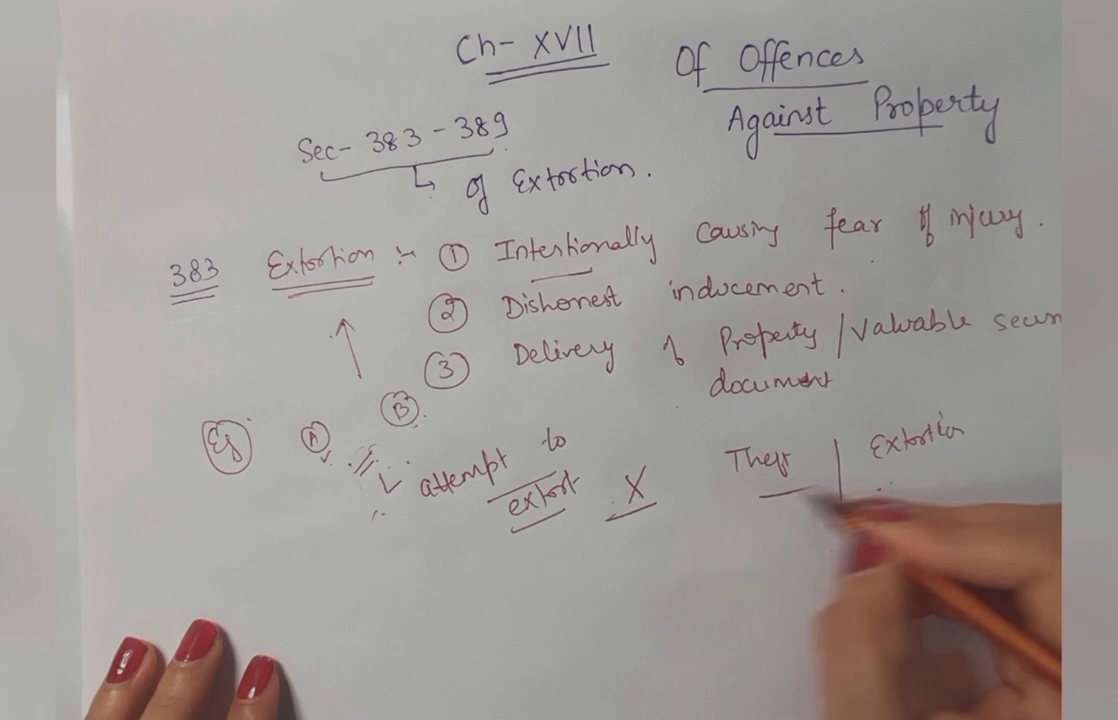 Ch- XVII
Of Offences
Against Property
Sec- 383 - 389
↳ of Extortion.
383 Extortion :- ① Intentionally causing fear of injury.
② Dishonest inducement.
③ Delivery of Property / Valuable secur
document
Eg A B
attempt to
extort X
Theft | Extortion